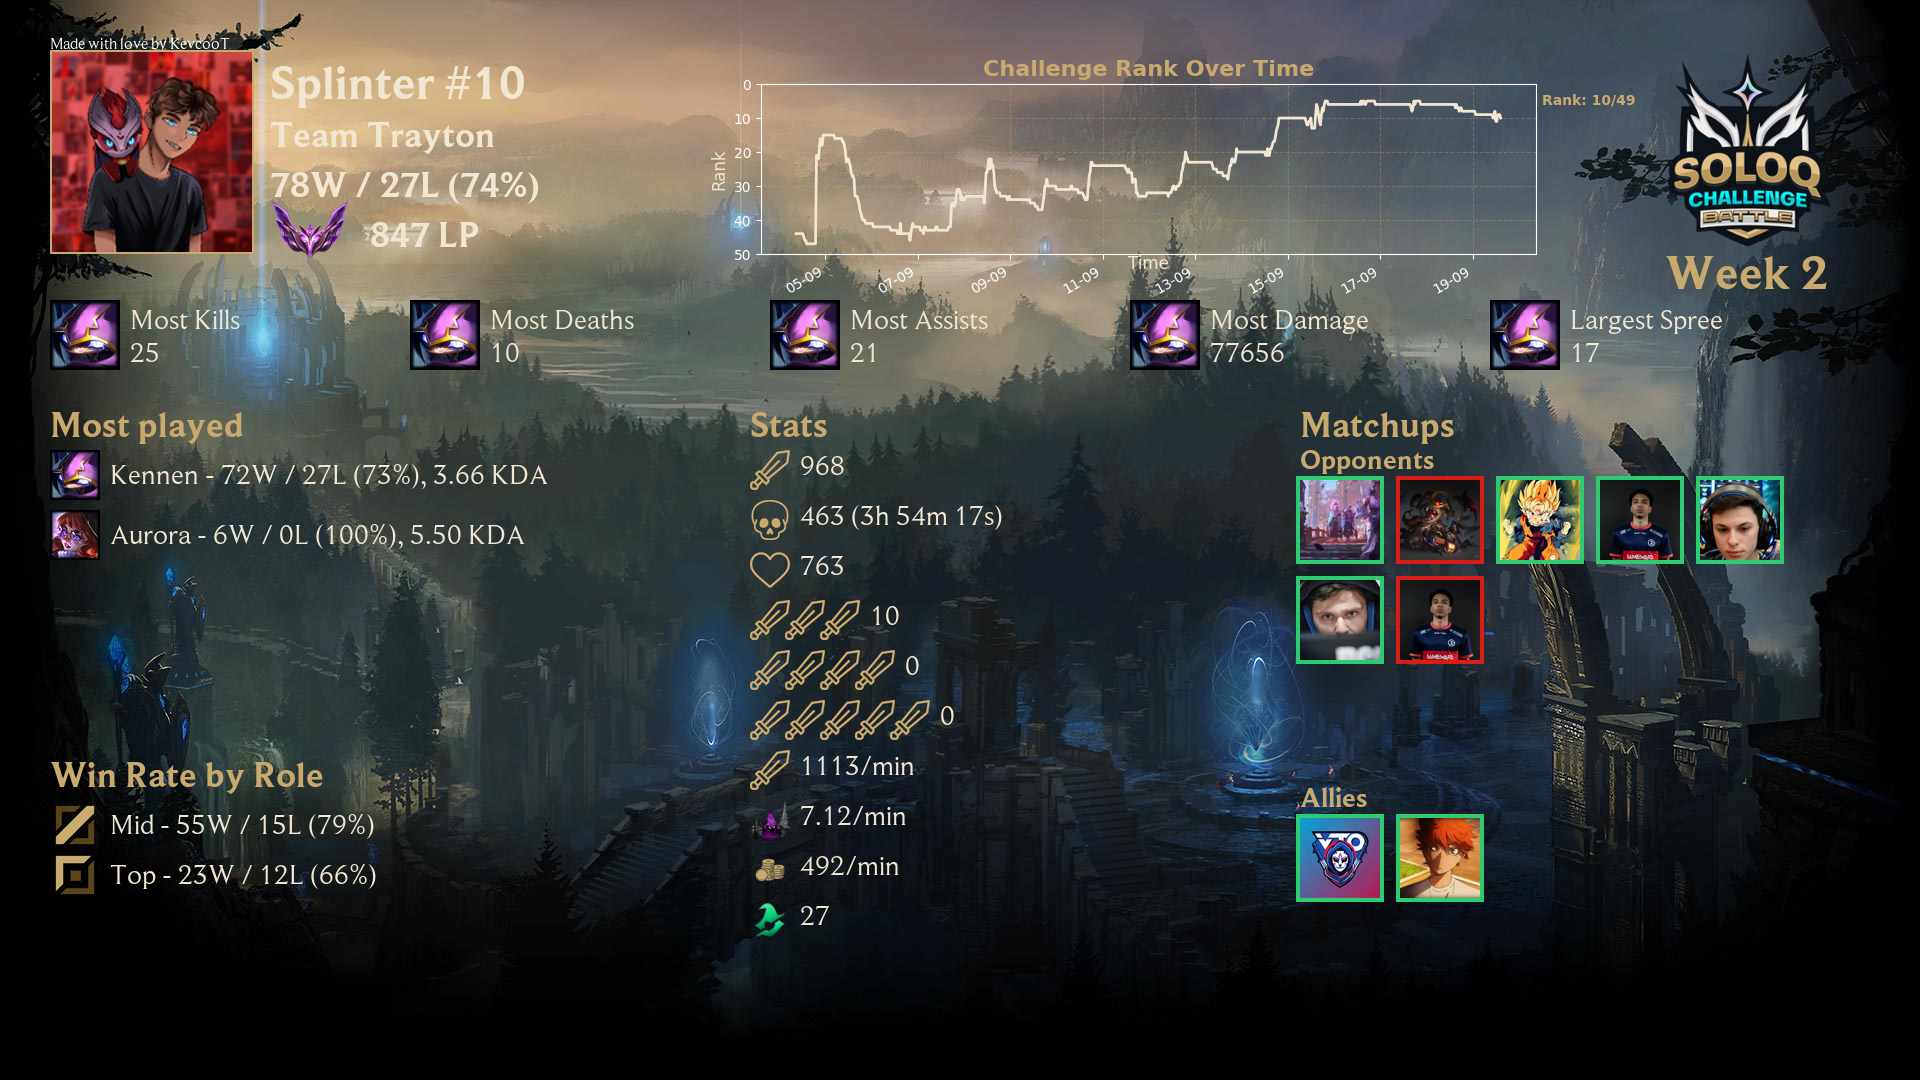 Made with love by KevcooT
Splinter #10
Team Trayton
78W / 27L (74%)
847 LP
Challenge Rank Over Time
Rank: 10/49
Rank
0
10
20
30
40
50
05-09
07-09
09-09
11-09
13-09
15-09
17-09
19-09
Time
SOLOQ
CHALLENGE
BATTLE
Week 2
Most Kills
25
Most Deaths
10
Most Assists
21
Most Damage
77656
Largest Spree
17
Most played
Kennen - 72W / 27L (73%), 3.66 KDA
Aurora - 6W / 0L (100%), 5.50 KDA
Win Rate by Role
Mid - 55W / 15L (79%)
Top - 23W / 12L (66%)
Stats
968
463 (3h 54m 17s)
763
10
0
0
1113/min
7.12/min
492/min
27
Matchups
Opponents
GAMEWARD
GAMEWARD
Allies
VTO